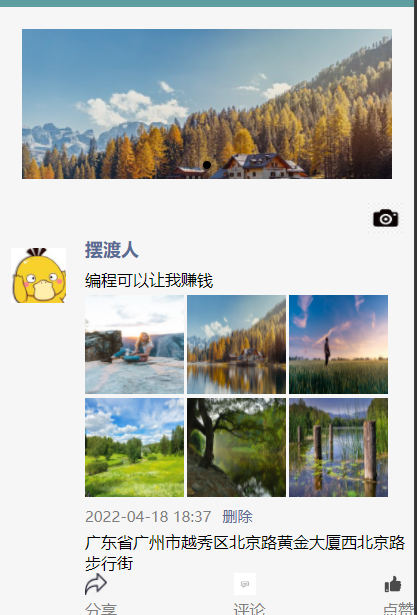 摆渡人
编程可以让我赚钱
2022-04-18 18:37 删除
广东省广州市越秀区北京路黄金大厦西北京路
步行街
分享 评论 点赞